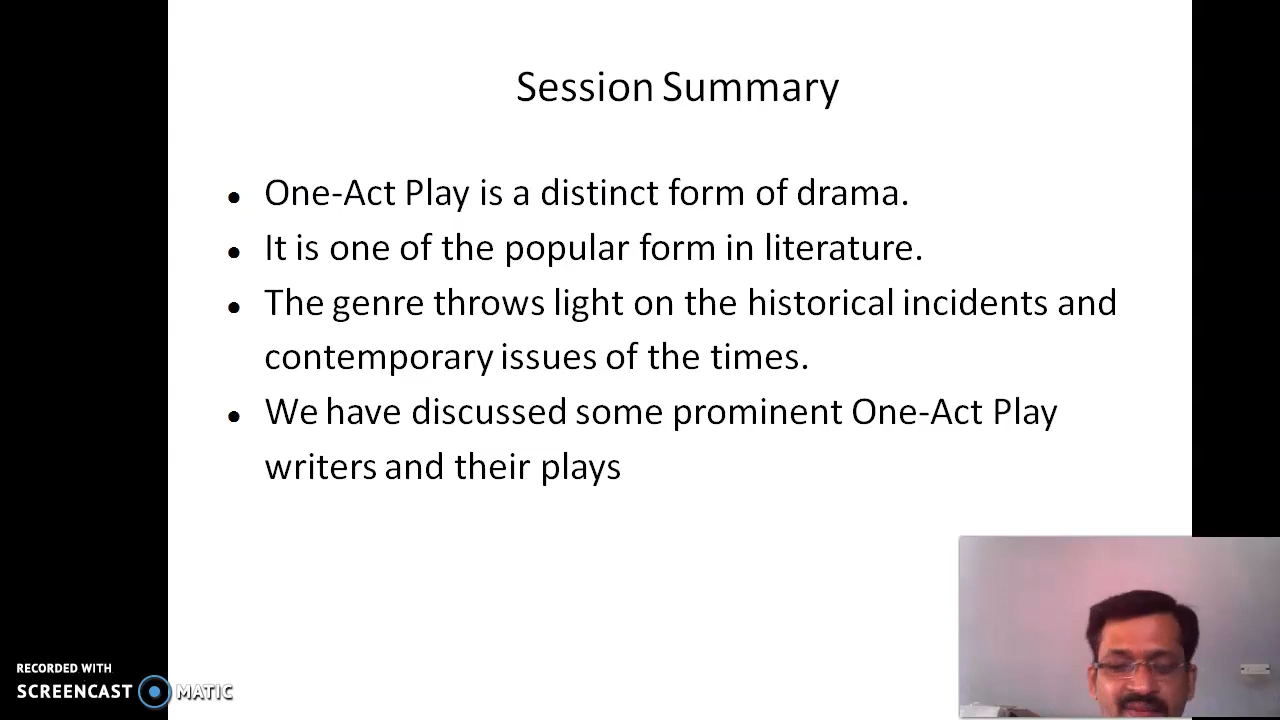 Session Summary
One-Act Play is a distinct form of drama.
It is one of the popular form in literature.
The genre throws light on the historical incidents and
contemporary issues of the times.
We have discussed some prominent One-Act Play
writers and their plays
RECORDED WITH
SCREENCAST MATIC